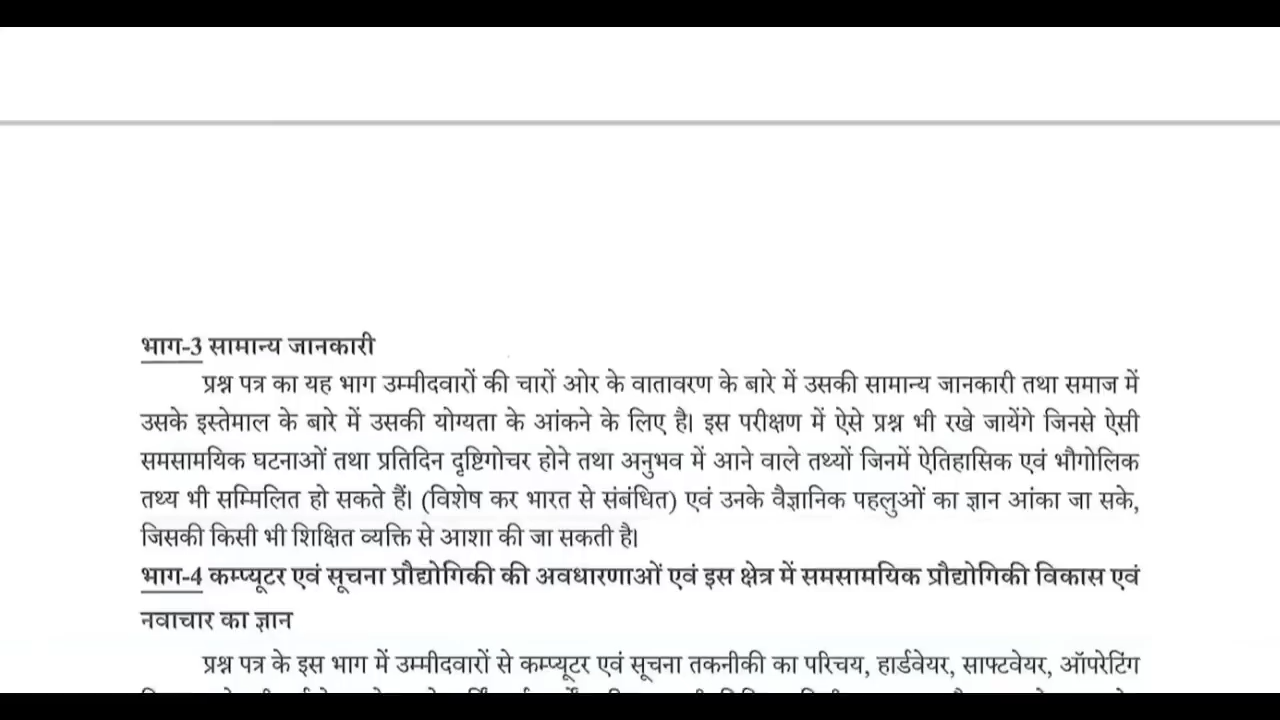 भाग-3 सामान्य जानकारी
प्रश्न पत्र का यह भाग उम्मीदवारों की चारों ओर के वातावरण के बारे में उसकी सामान्य जानकारी तथा समाज में
उसके इस्तेमाल के बारे में उसकी योग्यता के आंकने के लिए है। इस परीक्षण में ऐसे प्रश्न भी रखे जायेंगे जिनसे ऐसी
समसामयिक घटनाओं तथा प्रतिदिन दृष्टिगोचर होने तथा अनुभव में आने वाले तथ्यों जिनमें ऐतिहासिक एवं भौगोलिक
तथ्य भी सम्मिलित हो सकते हैं। (विशेष कर भारत से संबंधित) एवं उनके वैज्ञानिक पहलुओं का ज्ञान आंका जा सके,
जिसकी किसी भी शिक्षित व्यक्ति से आशा की जा सकती है।
भाग-4 कम्प्यूटर एवं सूचना प्रौद्योगिकी की अवधारणाओं एवं इस क्षेत्र में समसामयिक प्रौद्योगिकी विकास एवं
नवाचार का ज्ञान
प्रश्न पत्र के इस भाग में उम्मीदवारों से कम्प्यूटर एवं सूचना तकनीकी का परिचय, हार्डवेयर, साफ्टवेयर, ऑपरेटिंग